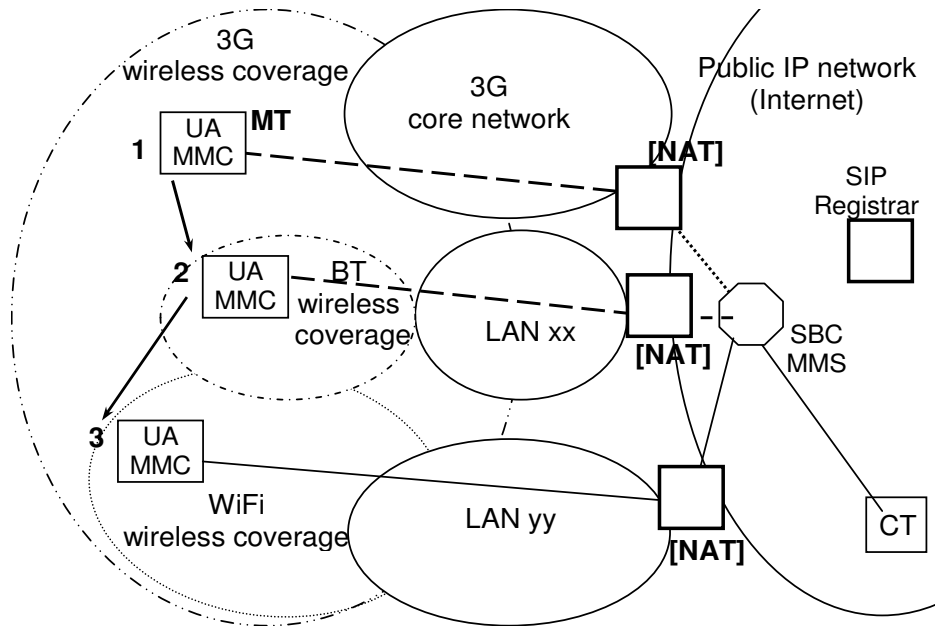 3G
wireless coverage
3G
core network
Public IP network
(Internet)
1
UA
MMC
MT
[NAT]
SIP
Registrar
2
UA
MMC
BT
wireless
coverage
LAN xx
[NAT]
SBC
MMS
3
UA
MMC
WiFi
wireless coverage
LAN yy
[NAT]
CT